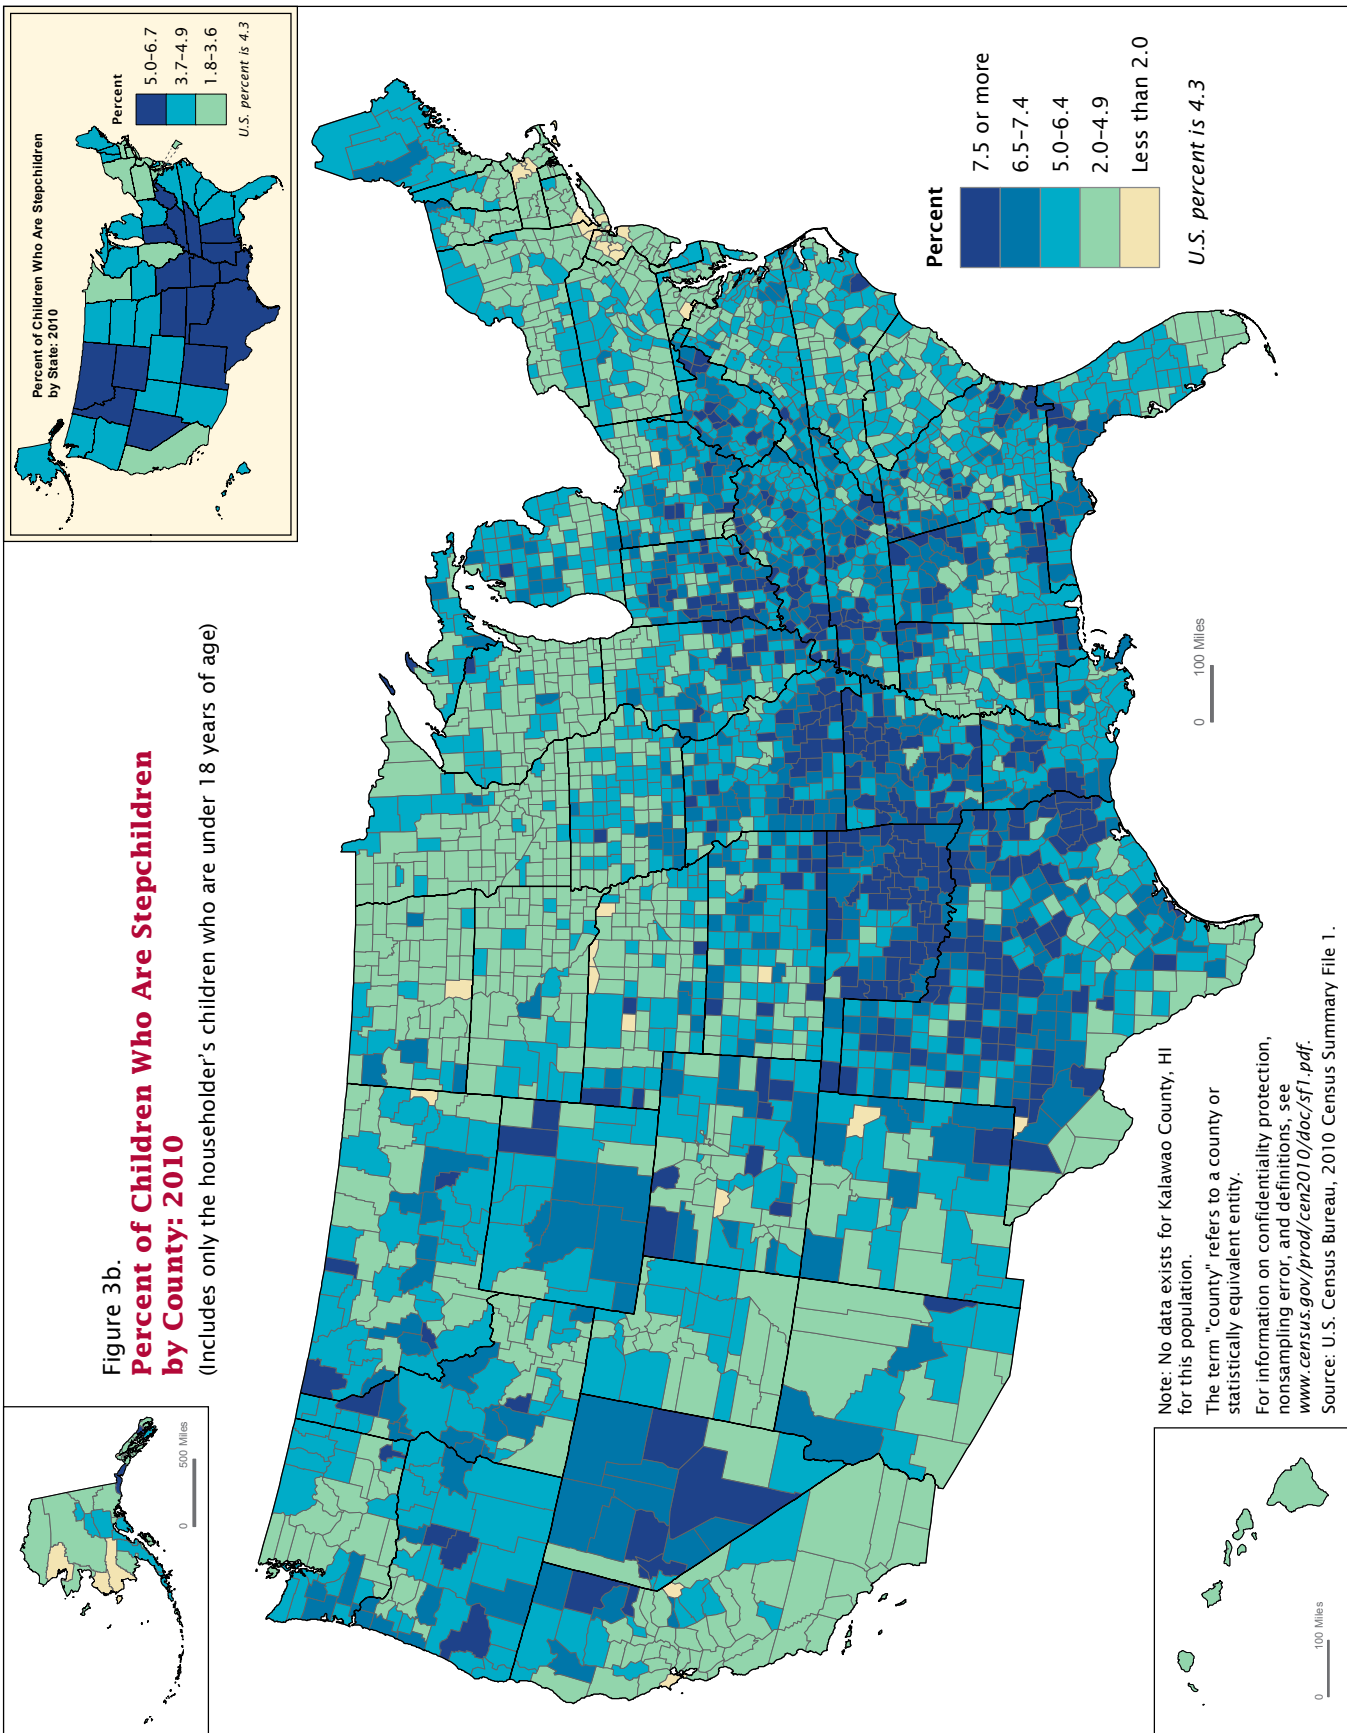 Figure 3b.
Percent of Children Who Are Stepchildren
by County: 2010
(Includes only the householder's children who are under 18 years of age)
Percent of Children Who Are Stepchildren
by State: 2010
Percent
5.0–6.7
3.7–4.9
1.8–3.6
U.S. percent is 4.3
Percent
7.5 or more
6.5–7.4
5.0–6.4
2.0–4.9
Less than 2.0
U.S. percent is 4.3
0 500 Miles
0 100 Miles
0 100 Miles
Note: No data exists for Kalawao County, HI
for this population.
The term "county" refers to a county or
statistically equivalent entity.
For information on confidentiality protection,
nonsampling error, and definitions, see
www.census.gov/prod/cen2010/doc/sf1.pdf.
Source: U.S. Census Bureau, 2010 Census Summary File 1.